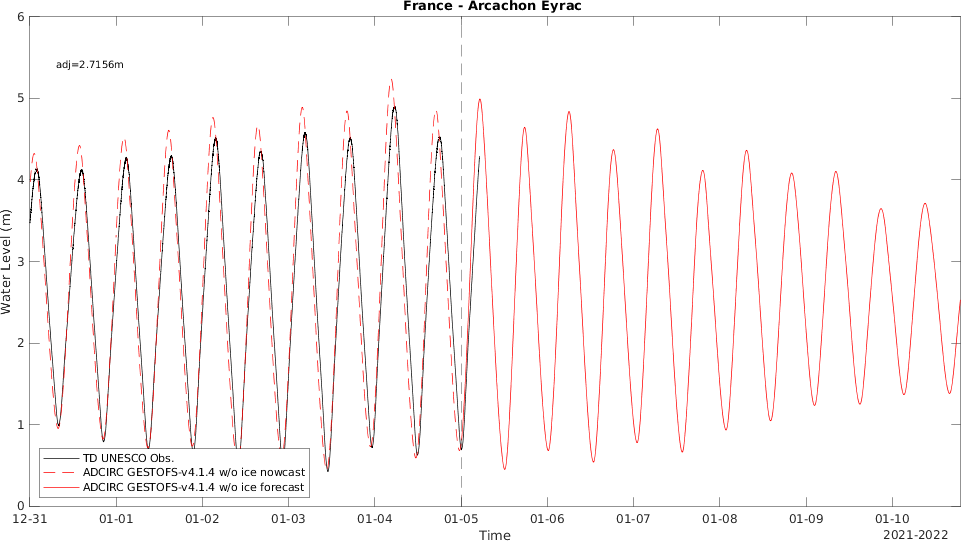 France - Arcachon Eyrac
adj=2.7156m
6
5
4
3
2
1
0
Water Level (m)
TD UNESCO Obs.
ADCIRC GESTOFS-v4.1.4 w/o ice nowcast
ADCIRC GESTOFS-v4.1.4 w/o ice forecast
12-31 01-01 01-02 01-03 01-04 01-05 01-06 01-07 01-08 01-09 01-10
Time
2021-2022